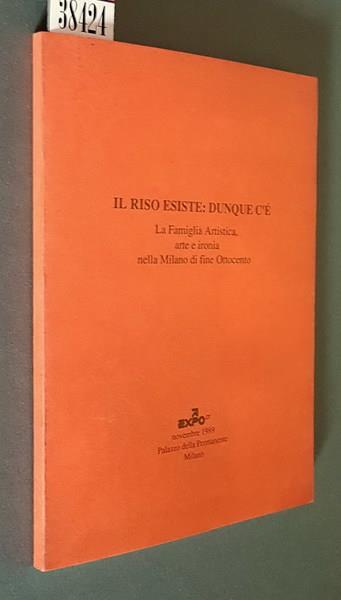 38424
IL RISO ESISTE: DUNQUE C'É
La Famiglia Artistica,
arte e ironia
nella Milano di fine Ottocento
EXPO
novembre 1989
Palazzo della Permanente
Milano